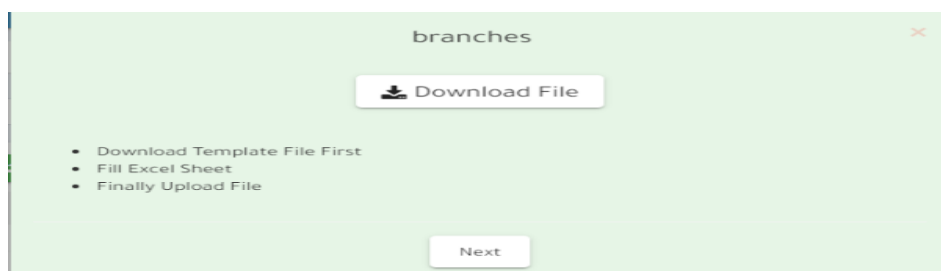 branches
Download File
Download Template File First
Fill Excel Sheet
Finally Upload File
Next